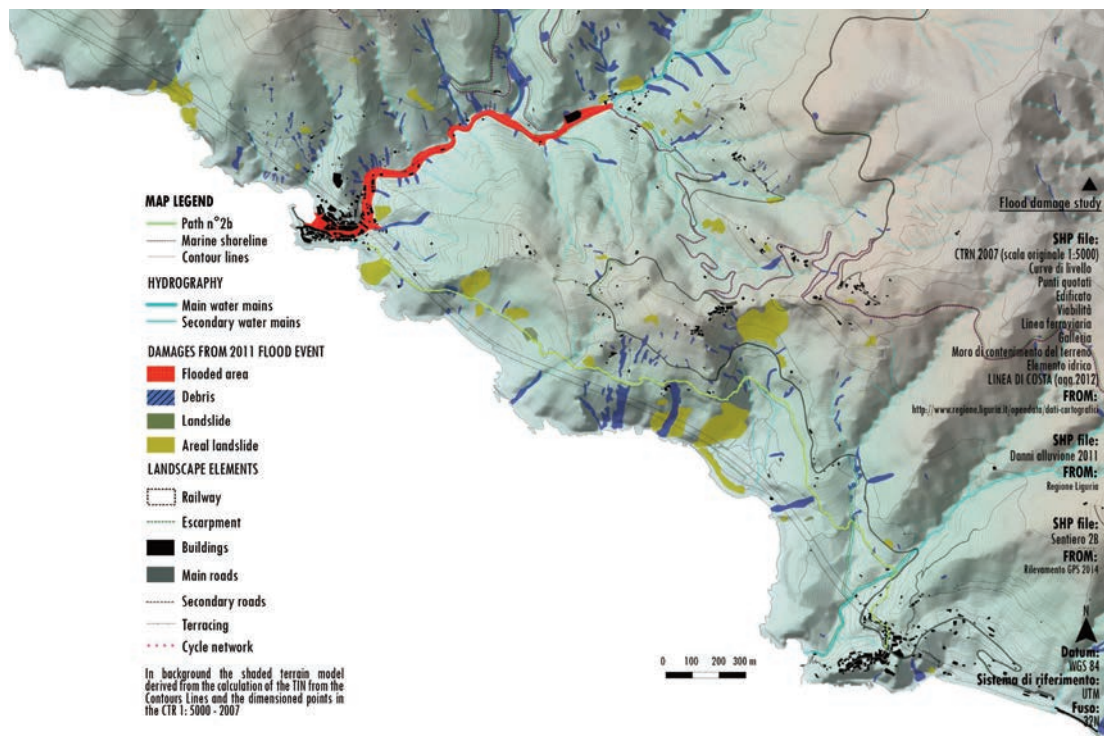 MAP LEGEND
Path n°2b
Marine shoreline
Contour lines
HYDROGRAPHY
Main water mains
Secondary water mains
DAMAGES FROM 2011 FLOOD EVENT
Flooded area
Debris
Landslide
Areal landslide
LANDSCAPE ELEMENTS
Railway
Escarpment
Buildings
Main roads
Secondary roads
Terracing
Cycle network
In background the shaded terrain model
derived from the calculation of the TIN from the
Contours Lines and the dimensioned points in
the CTR 1: 5000 - 2007
0 100 200 300 m
Flood damage study
SHP file:
CTRN 2007 (scala originale 1:5000)
Curve di livello
Punti quotati
Edificato
Viabilità
Linea ferroviaria
Galleria
Moro di contenimento del terreno
Elemento idrico
LINEA DI COSTA (agg.2012)
FROM:
http://www.regione.liguria.it/opendata/dati-cartografici
SHP file:
Danni alluvione 2011
FROM:
Regione Liguria
SHP file:
Sentiero 2B
FROM:
Rilevamento GPS 2014
N
Datum:
WGS 84
Sistema di riferimento:
UTM
Fuso:
32N